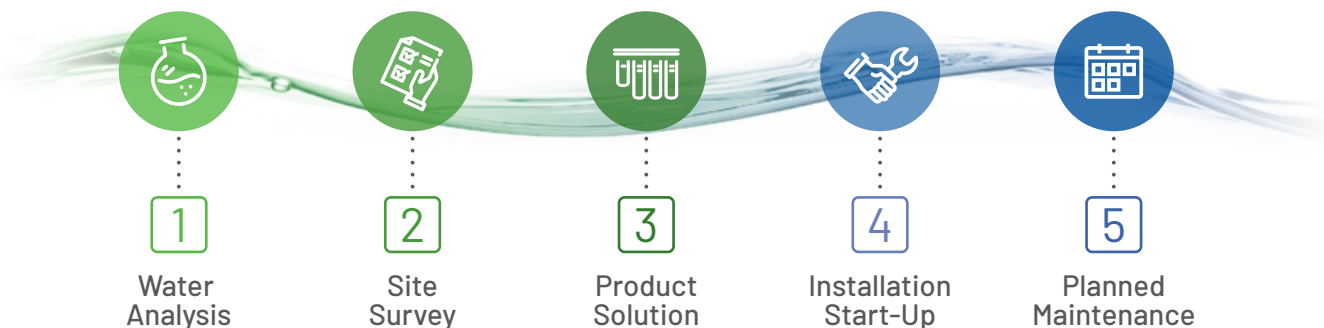 1
2
3
4
5
Water
Analysis
Site
Survey
Product
Solution
Installation
Start-Up
Planned
Maintenance